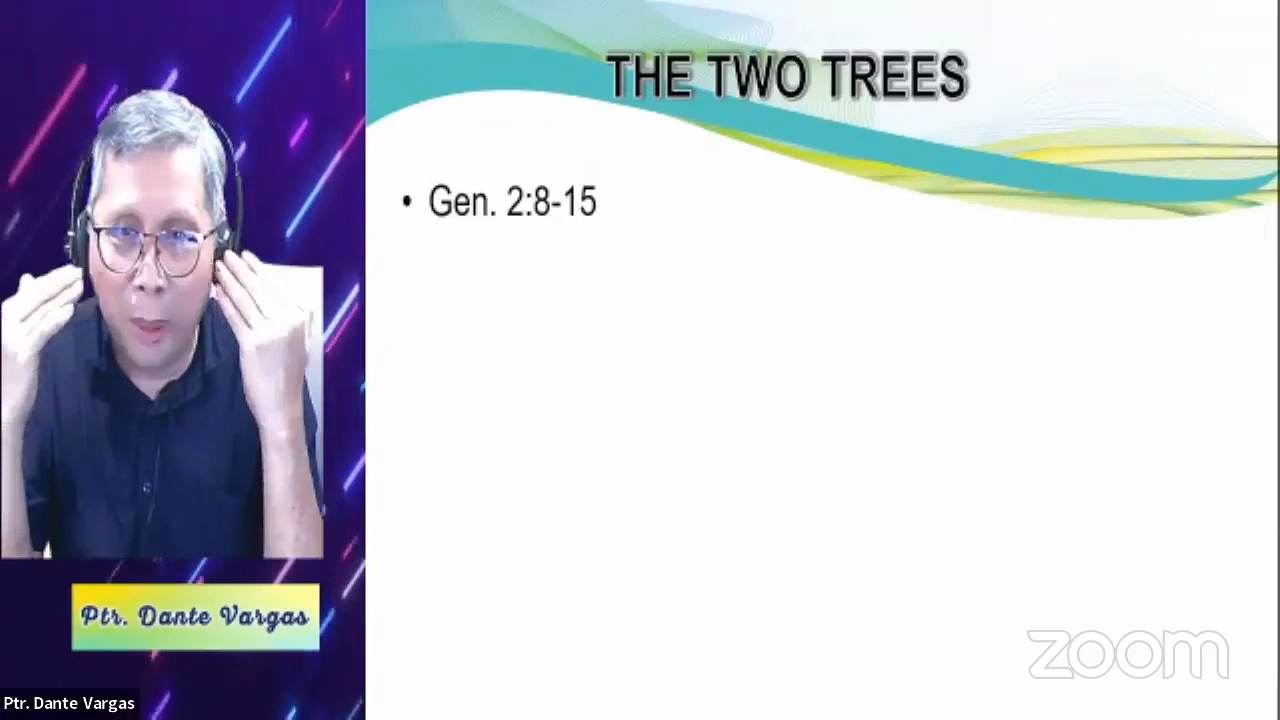 THE TWO TREES
• Gen. 2:8-15
Ptr. Dante Vargas
zoom
Ptr. Dante Vargas